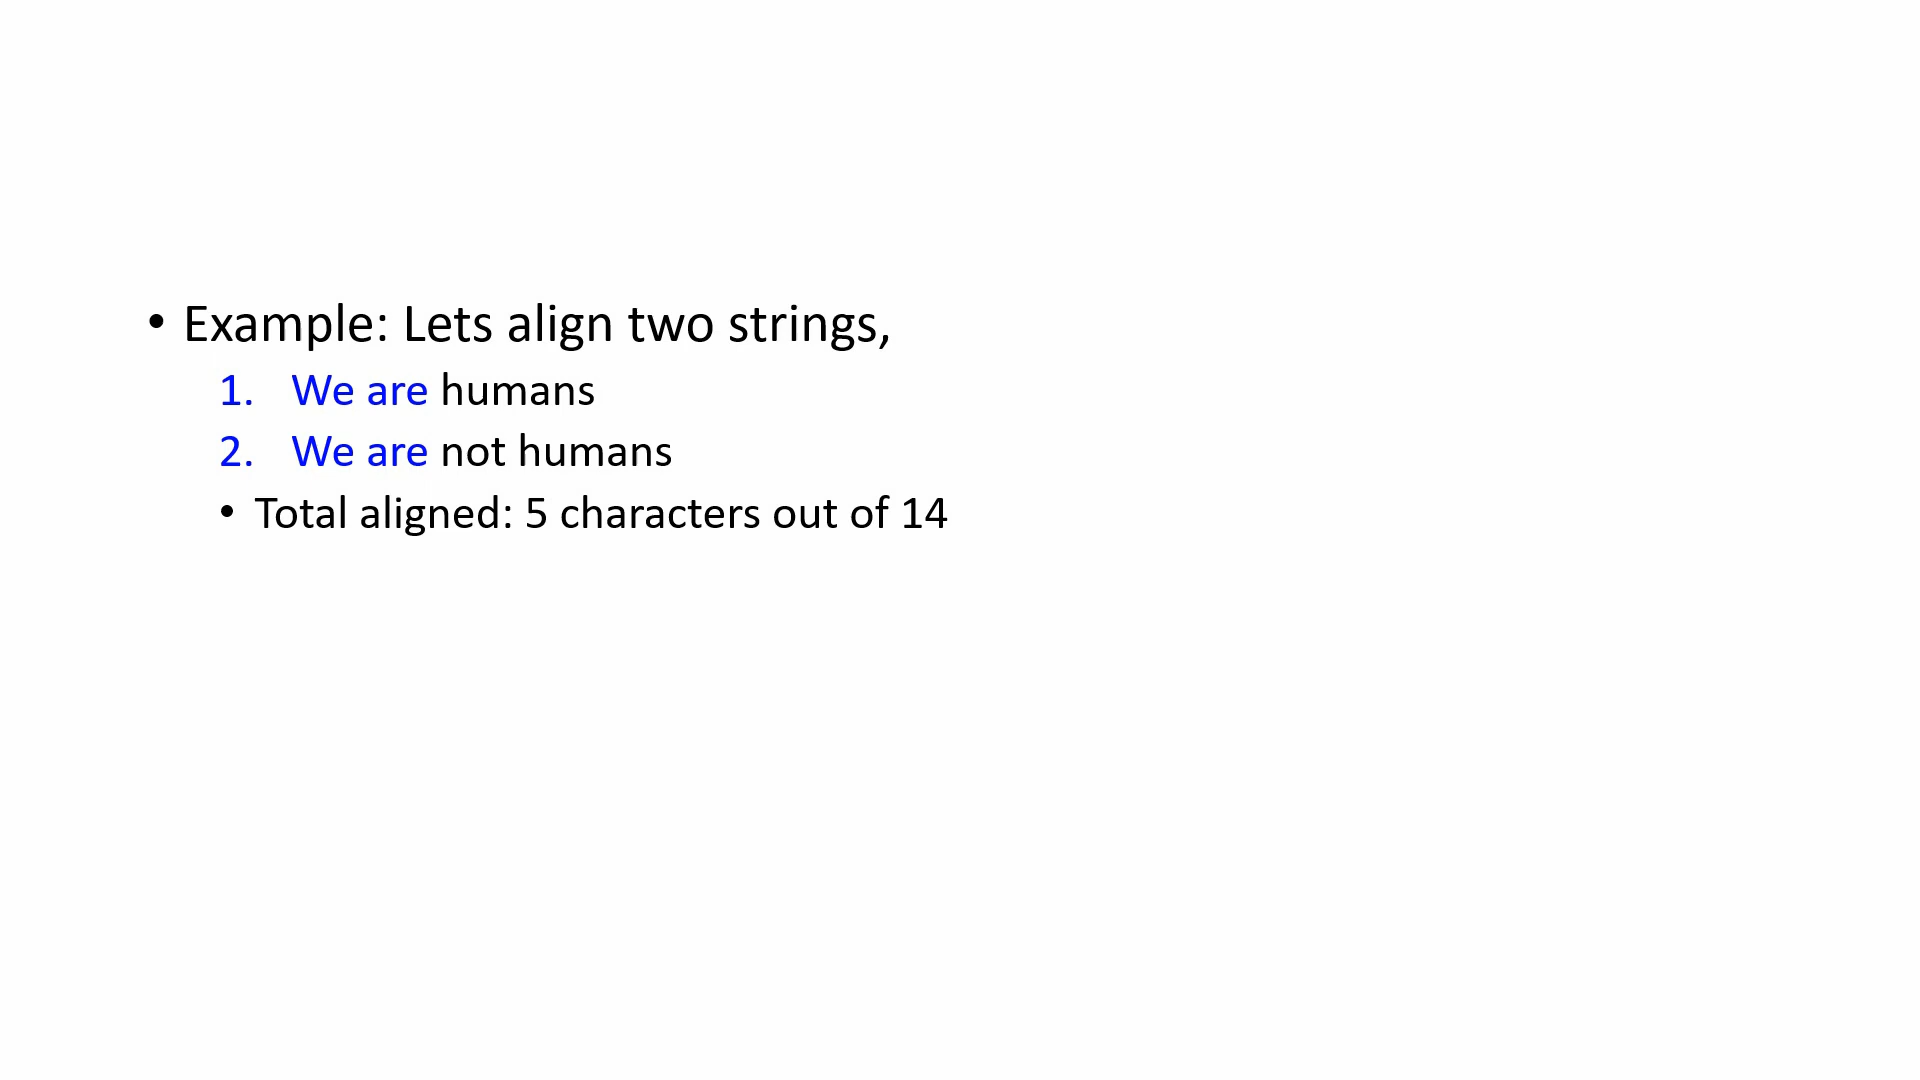 • Example: Lets align two strings,
1. We are humans
2. We are not humans
• Total aligned: 5 characters out of 14